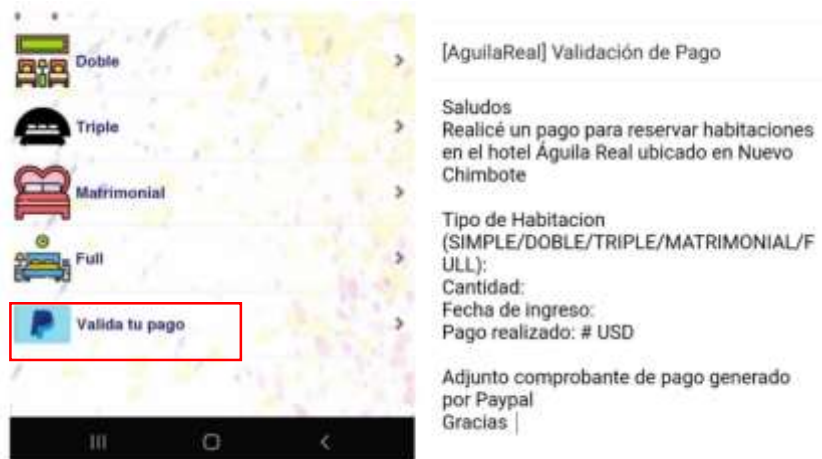 Doble
Triple
Matrimonial
Full
Valida tu pago
[AguilaReal] Validación de Pago
Saludos
Realicé un pago para reservar habitaciones
en el hotel Águila Real ubicado en Nuevo
Chimbote
Tipo de Habitacion
(SIMPLE/DOBLE/TRIPLE/MATRIMONIAL/F
ULL):
Cantidad:
Fecha de ingreso:
Pago realizado: # USD
Adjunto comprobante de pago generado
por Paypal
Gracias